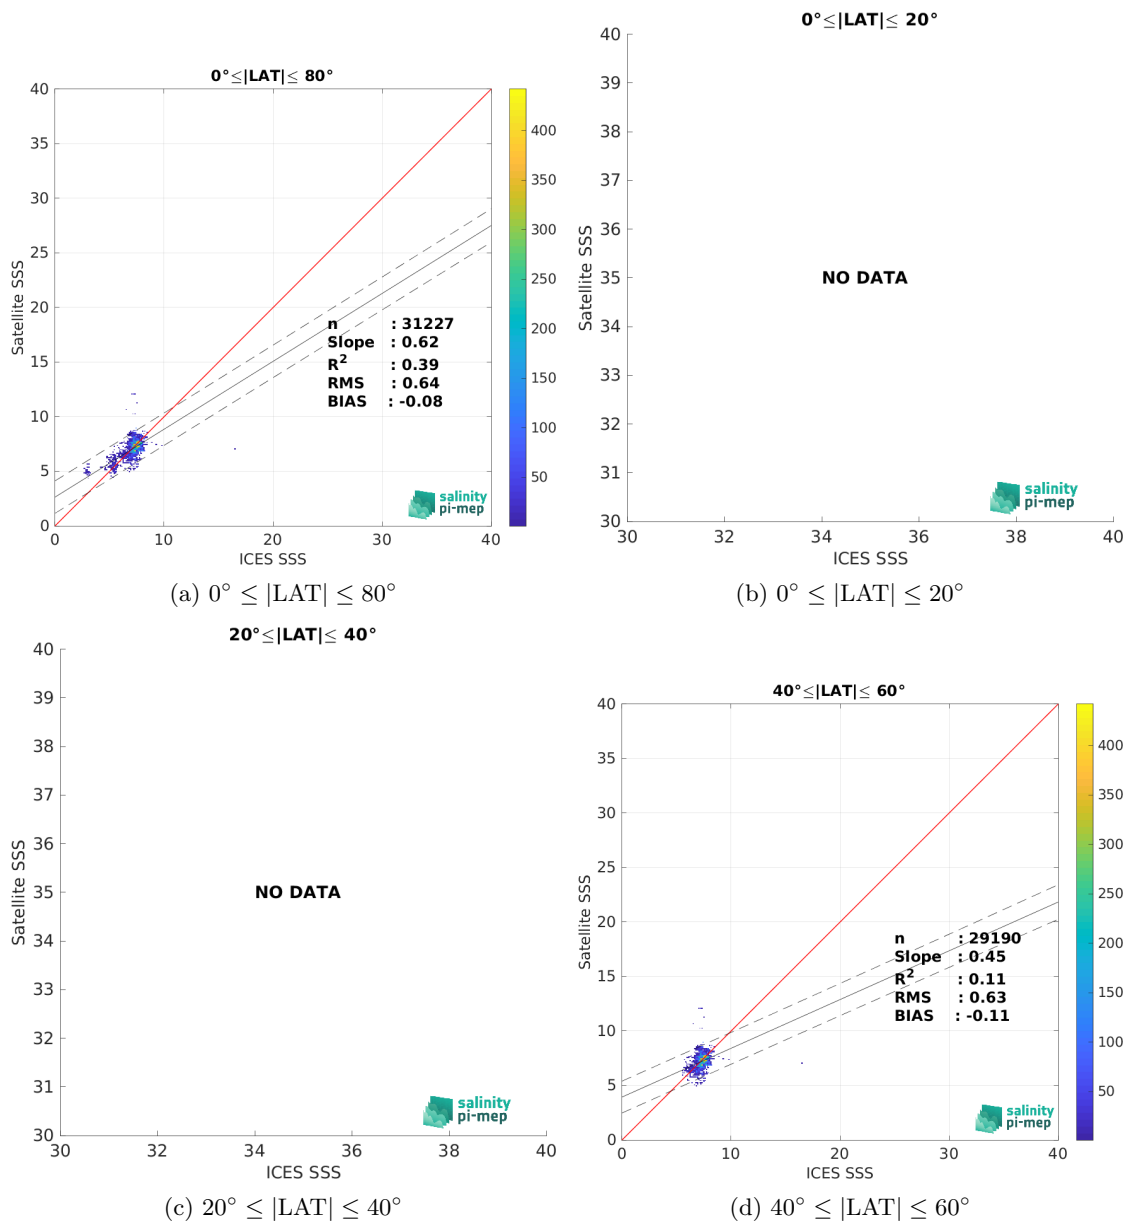 0°≤|LAT|≤ 80°
40
35
30
25
20
15
10
5
0
0
10
20
30
40
Satellite SSS
ICES SSS
n : 31227
Slope : 0.62
R2 : 0.39
RMS : 0.64
BIAS : -0.08
salinity
pi-mep
400
350
300
250
200
150
100
50
(a) 0° ≤ |LAT| ≤ 80°
0°≤|LAT|≤ 20°
40
39
38
37
36
35
34
33
32
31
30
30
32
34
36
38
40
Satellite SSS
ICES SSS
NO DATA
salinity
pi-mep
(b) 0° ≤ |LAT| ≤ 20°
20°≤|LAT|≤ 40°
40
39
38
37
36
35
34
33
32
31
30
30
32
34
36
38
40
Satellite SSS
ICES SSS
NO DATA
salinity
pi-mep
(c) 20° ≤ |LAT| ≤ 40°
40°≤|LAT|≤ 60°
40
35
30
25
20
15
10
5
0
0
10
20
30
40
Satellite SSS
ICES SSS
n : 29190
Slope : 0.45
R2 : 0.11
RMS : 0.63
BIAS : -0.11
salinity
pi-mep
400
350
300
250
200
150
100
50
(d) 40° ≤ |LAT| ≤ 60°